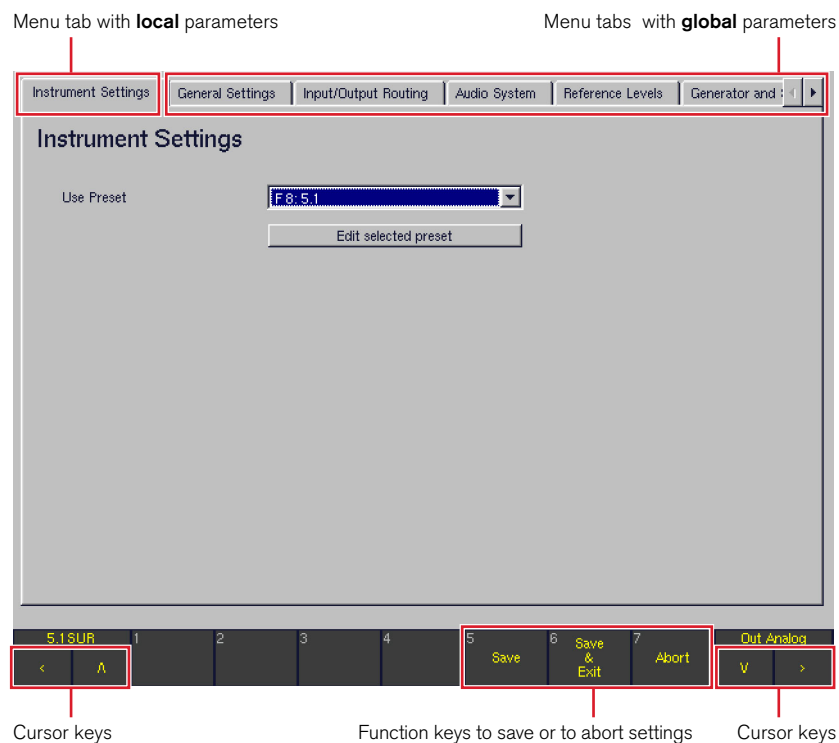 Menu tab with local parameters
Menu tabs with global parameters
Instrument Settings
General Settings
Input/Output Routing
Audio System
Reference Levels
Generator and
Instrument Settings
Use Preset
F 8: 5.1
Edit selected preset
5.1SUR
1
2
3
4
5
6
7
Out Analog
<
Λ
Save
Save
&
Exit
Abort
V
>
Cursor keys
Function keys to save or to abort settings
Cursor keys